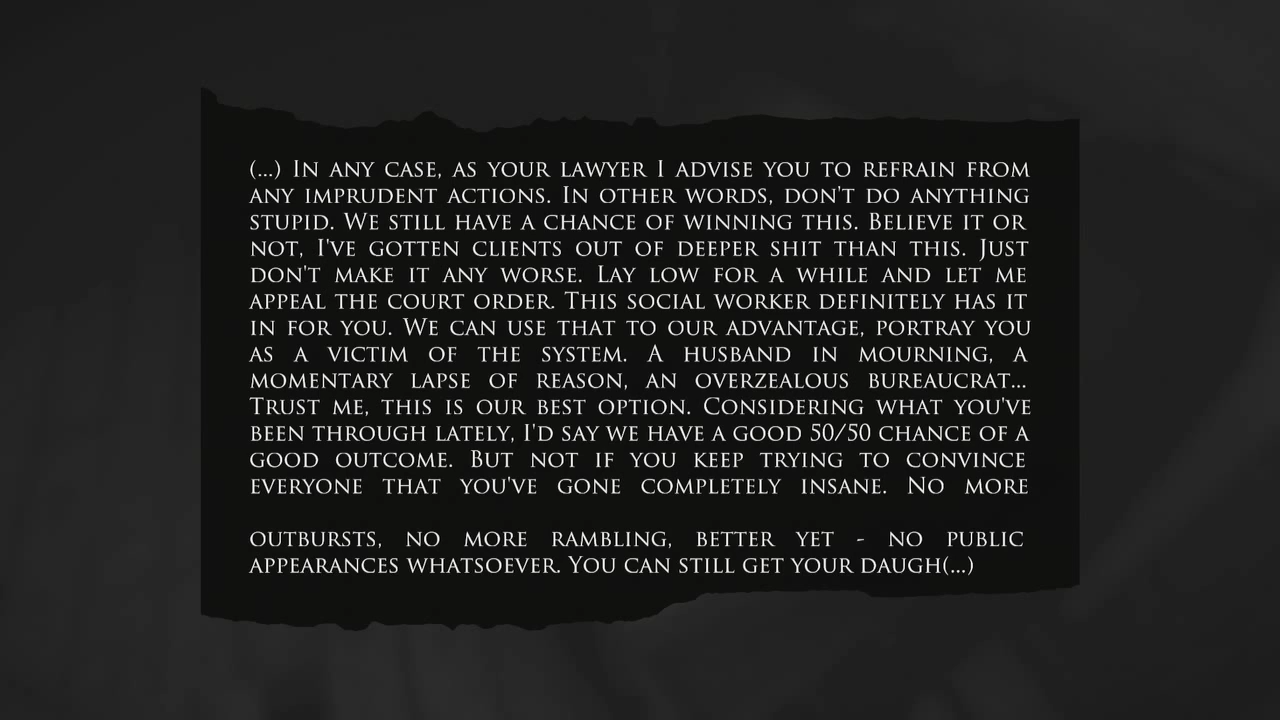 (...) In any case, as your lawyer I advise you to refrain from
any imprudent actions. In other words, don't do anything
stupid. We still have a chance of winning this. Believe it or
not, I've gotten clients out of deeper shit than this. Just
don't make it any worse. Lay low for a while and let me
appeal the court order. This social worker definitely has it
in for you. We can use that to our advantage, portray you
as a victim of the system. A husband in mourning, a
momentary lapse of reason, an overzealous bureaucrat...
Trust me, this is our best option. Considering what you've
been through lately, I'd say we have a good 50/50 chance of a
good outcome. But not if you keep trying to convince
everyone that you've gone completely insane. No more
outbursts, no more rambling, better yet - no public
appearances whatsoever. You can still get your daugh(...)